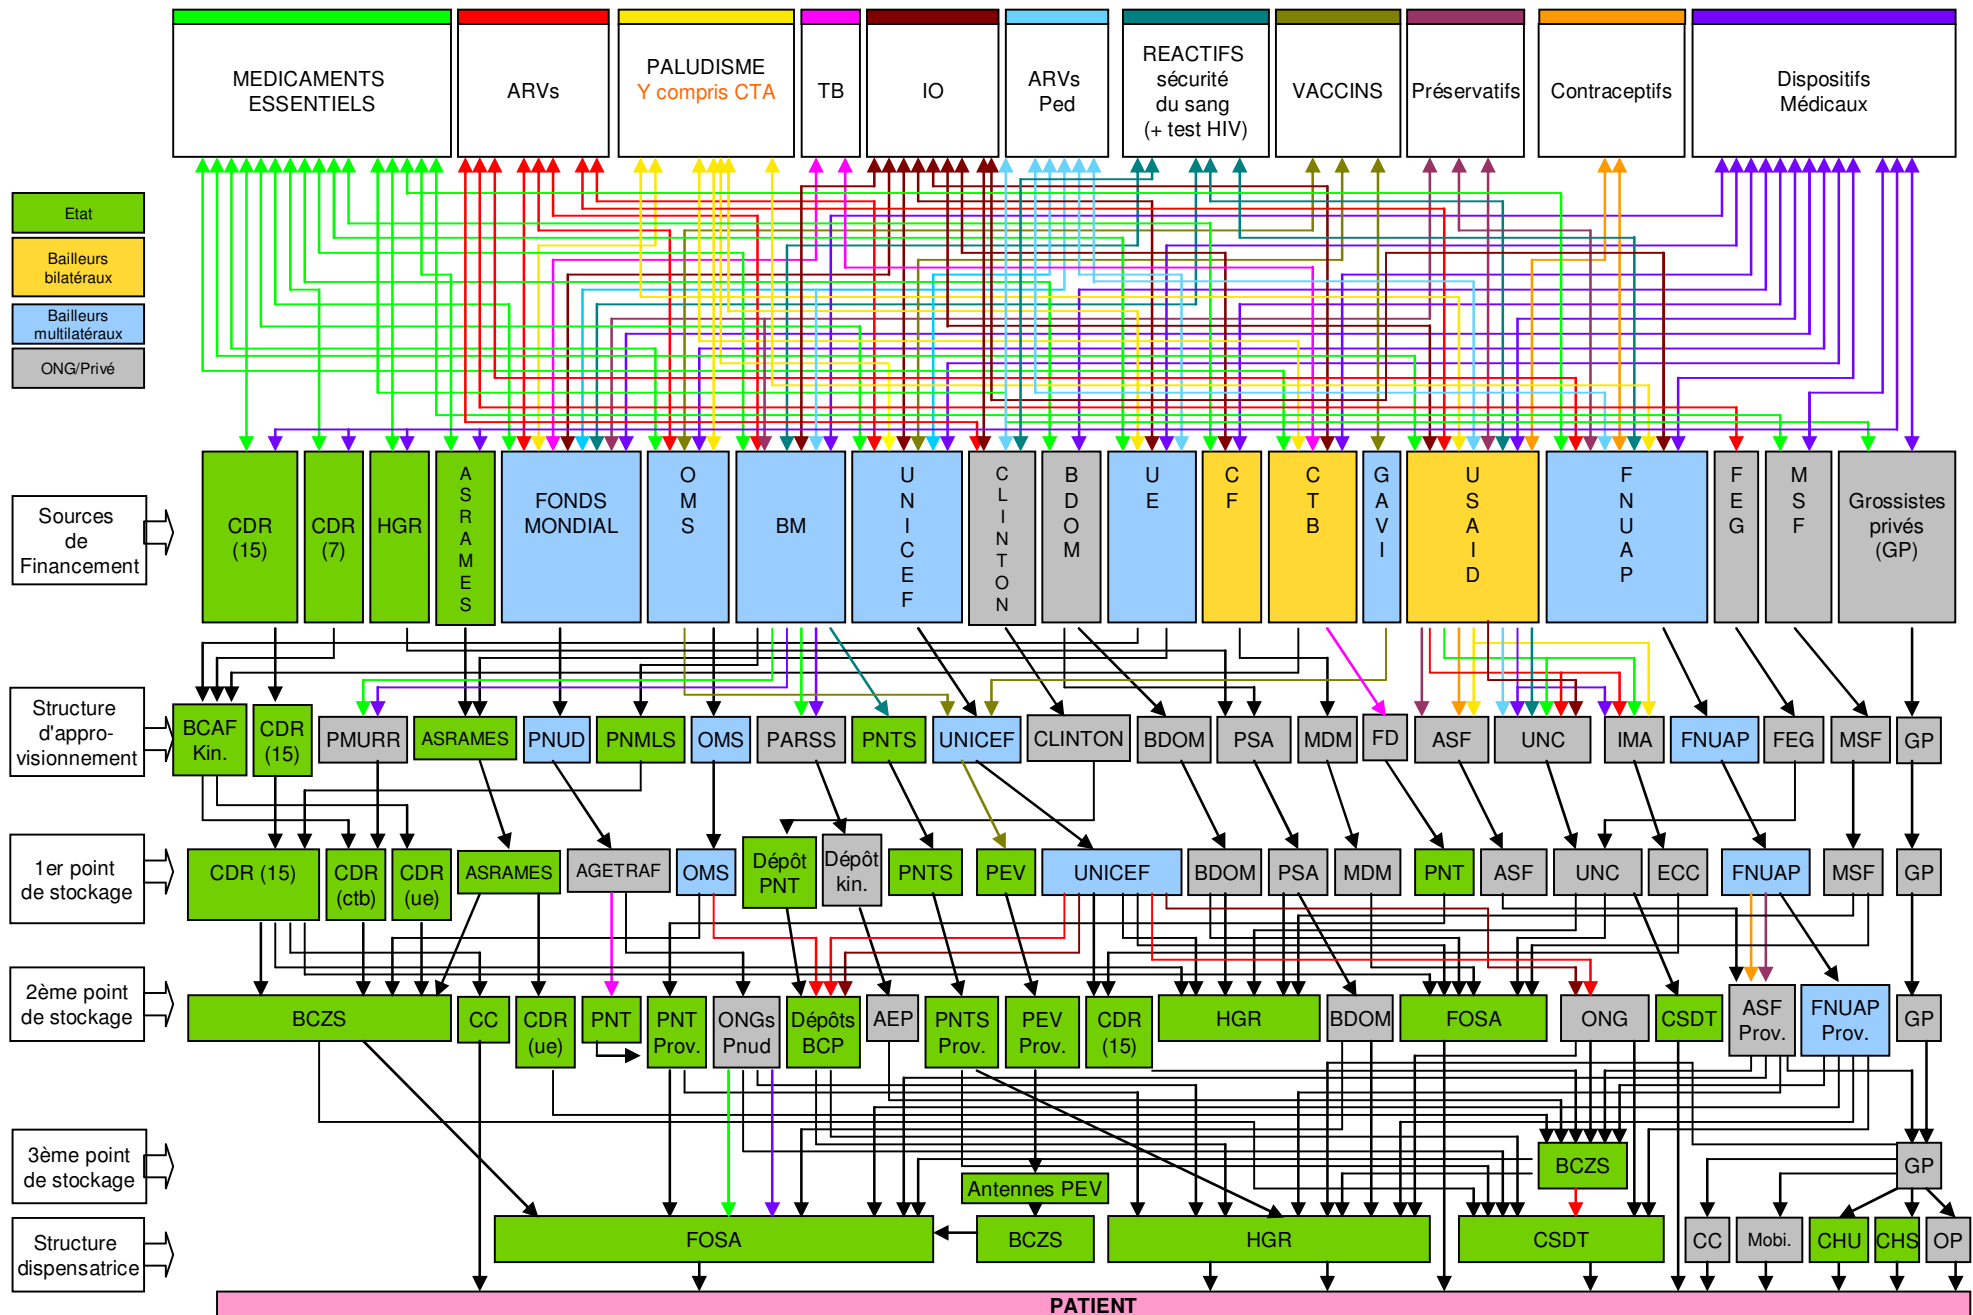 MEDICAMENTS
ESSENTIELS
ARVs
PALUDISME
Y compris CTA
TB
IO
ARVs
Ped
REACTIFS
sécurité
du sang
(+ test HIV)
VACCINS
Préservatifs
Contraceptifs
Dispositifs
Médicaux
Etat
Bailleurs
bilatéraux
Bailleurs
multilatéraux
ONG/Privé
Sources
de
Financement
CDR
(15)
CDR
(7)
HGR
ASRAMES
FONDS
MONDIAL
OMS
BM
UNICEF
CLINTON
BDOM
UE
CF
CTB
GAVI
USAID
FNUAP
FEG
MSF
Grossistes
privés
(GP)
Structure
d'appro-
visionnement
BCAF
Kin.
CDR
(15)
PMURR
ASRAMES
PNUD
PNMLS
OMS
PARSS
PNTS
UNICEF
CLINTON
BDOM
PSA
MDM
FD
ASF
UNC
IMA
FNUAP
FEG
MSF
GP
1er point
de stockage
CDR (15)
CDR
(ctb)
CDR
(ue)
ASRAMES
AGETRAF
OMS
Dépôt
PNT
Dépôt
kin.
PNTS
PEV
UNICEF
BDOM
PSA
MDM
PNT
ASF
UNC
ECC
FNUAP
MSF
GP
2ème point
de stockage
BCZS
CC
CDR
(ue)
PNT
PNT
Prov.
ONGs
Pnud
Dépôts
BCP
AEP
PNTS
Prov.
PEV
Prov.
CDR
(15)
HGR
BDOM
FOSA
ONG
CSDT
ASF
Prov.
FNUAP
Prov.
GP
3ème point
de stockage
Antennes PEV
BCZS
GP
Structure
dispensatrice
FOSA
BCZS
HGR
CSDT
CC
Mobi.
CHU
CHS
OP
PATIENT